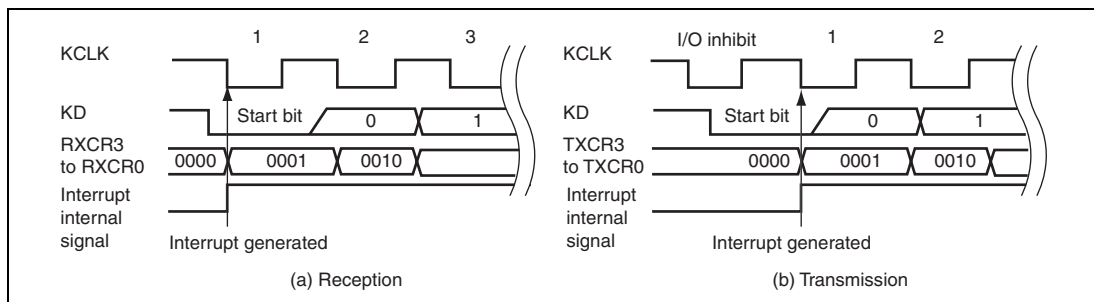 1 2 3
KCLK
KD
Start bit
0 1
RXCR3
to RXCR0
0000 0001 0010
Interrupt
internal
signal
Interrupt generated
(a) Reception
I/O inhibit 1 2
KCLK
KD
Start bit
0 1
TXCR3
to TXCR0
0000 0001 0010
Interrupt
internal
signal
Interrupt generated
(b) Transmission